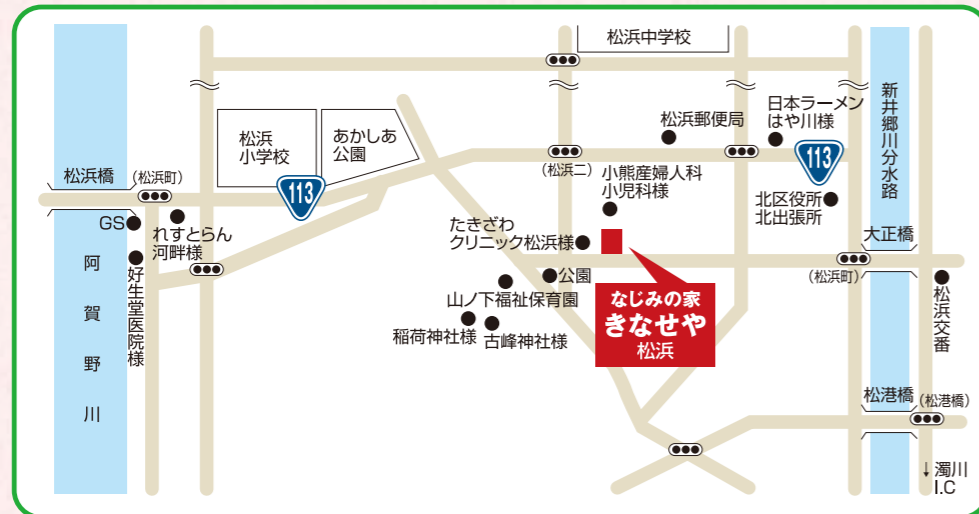 松浜中学校
松浜
小学校
あかしあ
公園
113
松浜橋
(松浜町)
GS
れすとらん
河畔様
好生堂医院様
阿賀野川
松浜郵便局
日本ラーメン
はや川様
(松浜二)
113
小熊産婦人科
小児科様
北区役所
北出張所
新井郷川分水路
たきざわ
クリニック松浜様
公園
山ノ下福祉保育園
稲荷神社様
古峰神社様
なじみの家
きなせや
松浜
大正橋
(松浜町)
松浜交番
松港橋
(松港橋)
↓濁川
I.C